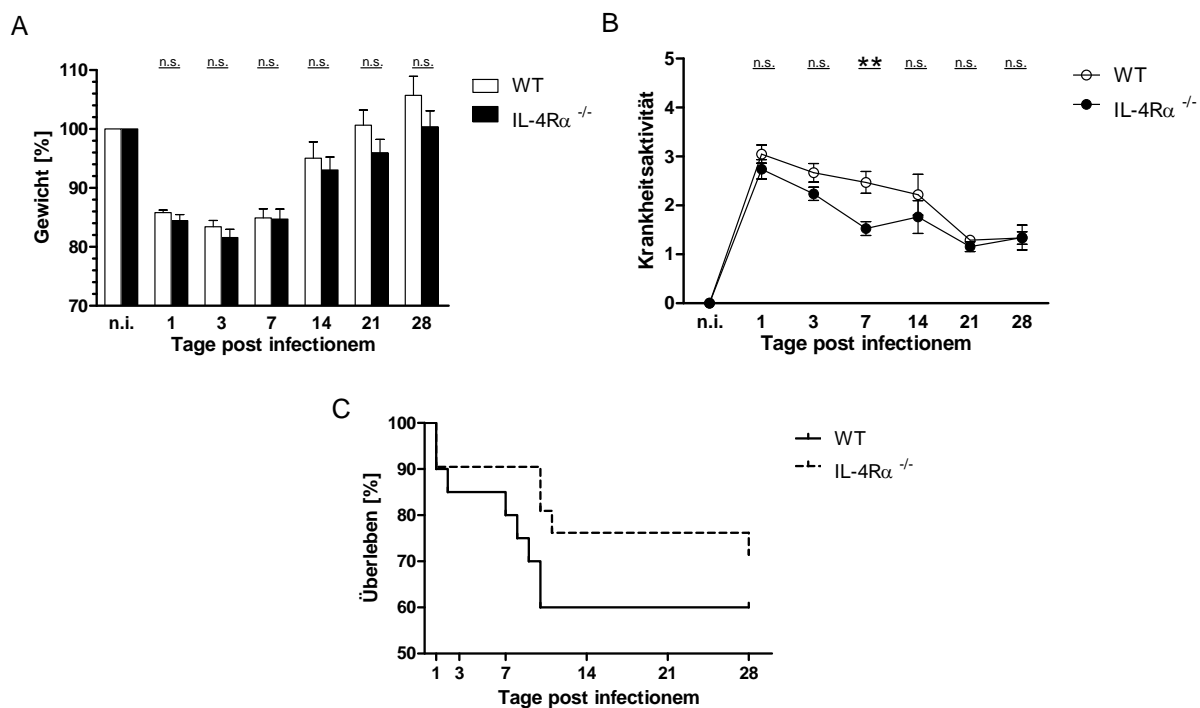 A
n.s. n.s. n.s. n.s. n.s. n.s.
WT
IL-4Rα -/-
Gewicht [%]
110
100
90
80
70
n.i. 1 3 7 14 21 28
Tage post infectionem
B
n.s. n.s. ** n.s. n.s. n.s.
WT
IL-4Rα -/-
Krankheitsaktivität
5
4
3
2
1
0
n.i. 1 3 7 14 21 28
Tage post infectionem
C
WT
IL-4Rα -/-
Überleben [%]
100
90
80
70
60
50
1 3 7 14 21 28
Tage post infectionem